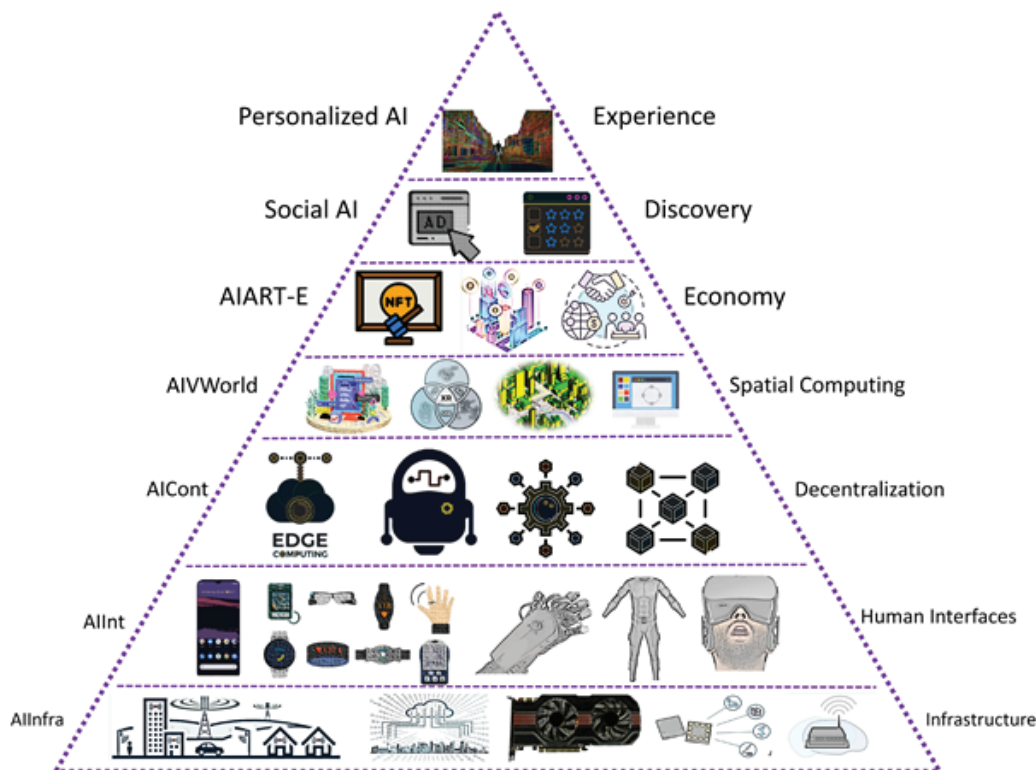 Personalized AI
Experience
Social AI
AD
Discovery
AIART-E
NFT
Economy
AIVWorld
XR
Spatial Computing
AICont
EDGE
COMPUTING
Decentralization
AIInt
Human Interfaces
AIInfra
Infrastructure